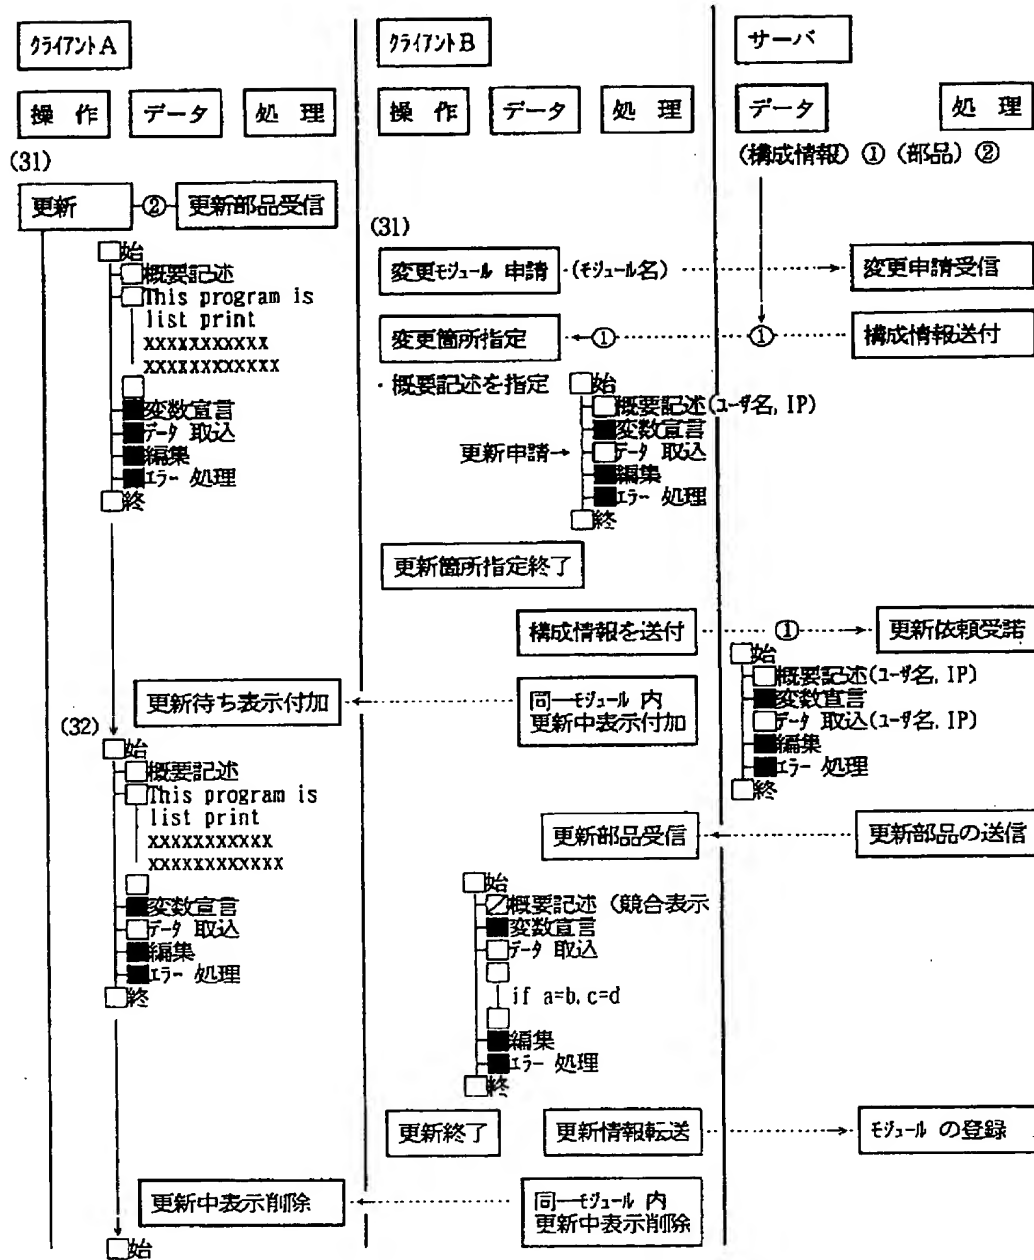 クライアントA
クライアントB
サーバ
操 作
データ
処 理
操 作
データ
処 理
データ
処 理
(構成情報) ① (部品) ②
(31)
更新
②
更新部品受信
始
概要記述
This program is
list print
xxxxxxxxxxx
xxxxxxxxxxxx
変数宣言
データ 取込
編集
エラー 処理
終
(31)
変更モジュール 申請
(モジュール名)
変更申請受信
変更箇所指定
①
①
構成情報送付
・概要記述を指定
始
概要記述(ユーザ名, IP)
変数宣言
更新申請→
データ 取込
編集
エラー 処理
終
更新箇所指定終了
構成情報を送付
①
更新依頼受諾
始
概要記述(ユーザ名, IP)
変数宣言
データ 取込(ユーザ名, IP)
編集
エラー 処理
終
更新待ち表示付加
同一モジュール 内
更新中表示付加
(32)
始
概要記述
This program is
list print
xxxxxxxxxxx
xxxxxxxxxxxx
変数宣言
データ 取込
編集
エラー 処理
終
更新部品受信
更新部品の送信
始
概要記述 (競合表示
変数宣言
データ 取込
if a=b, c=d
編集
エラー 処理
終
更新終了
更新情報転送
モジュール の登録
更新中表示削除
同一モジュール 内
更新中表示削除
始